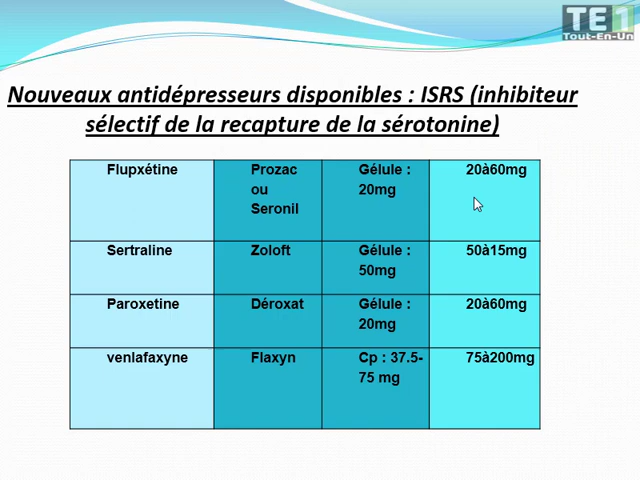 TE1
Tout-En-Un
Nouveaux antidépresseurs disponibles : ISRS (inhibiteur
sélectif de la recapture de la sérotonine)
Flupxétine
Prozac
ou
Seronil
Gélule :
20mg
20à60mg
Sertraline
Zoloft
Gélule :
50mg
50à15mg
Paroxetine
Déroxat
Gélule :
20mg
20à60mg
venlafaxyne
Flaxyn
Cp : 37.5-
75 mg
75à200mg